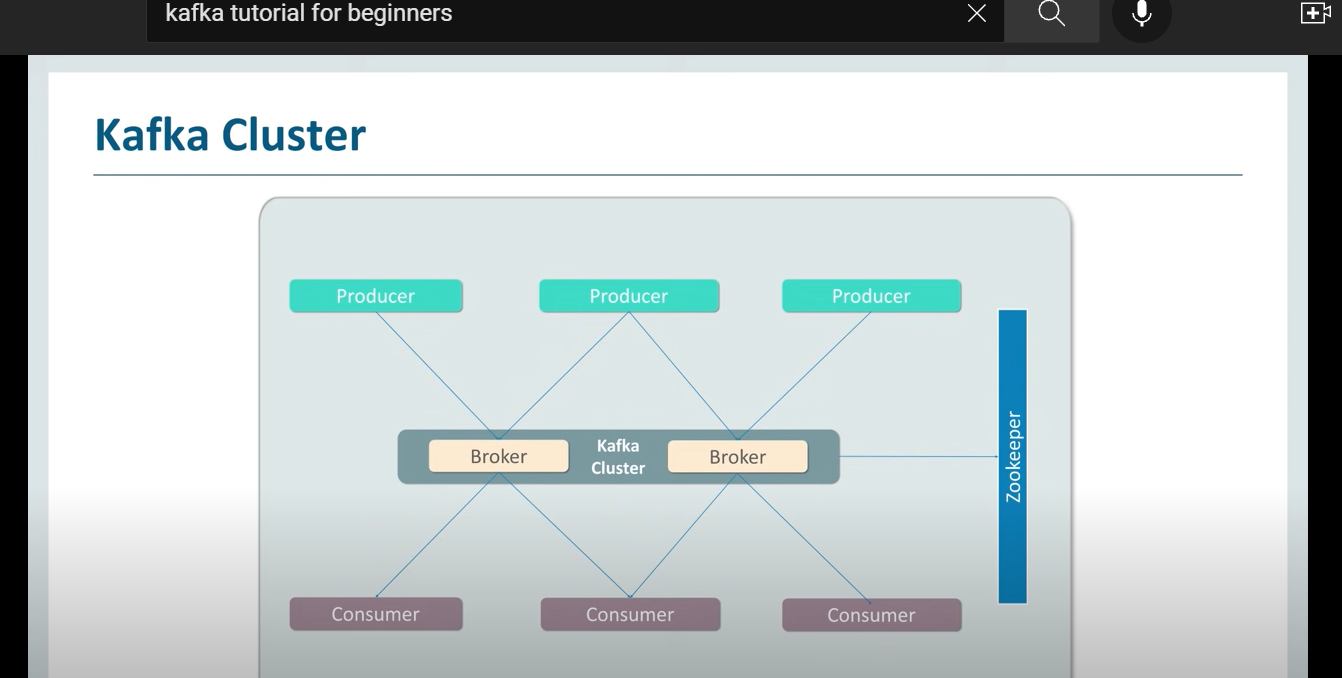 kafka tutorial for beginners
Kafka Cluster
Producer
Producer
Producer
Broker
Kafka
Cluster
Broker
Zookeeper
Consumer
Consumer
Consumer